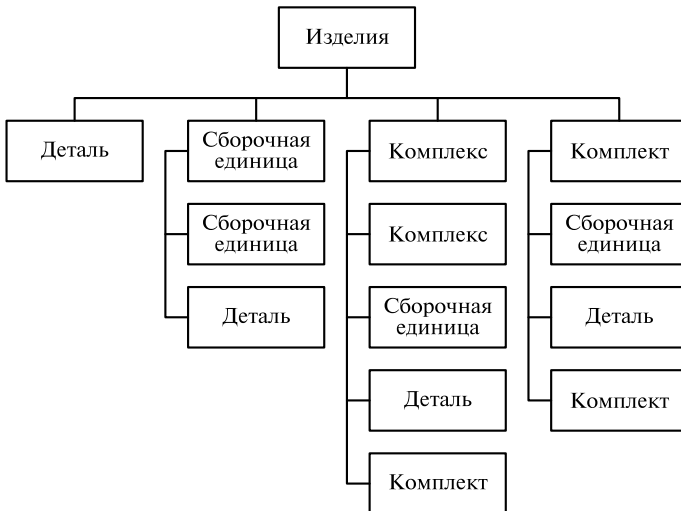 Изделия
Деталь
Сборочная
единица
Сборочная
единица
Деталь
Комплекс
Комплекс
Сборочная
единица
Деталь
Комплект
Комплект
Сборочная
единица
Деталь
Комплект